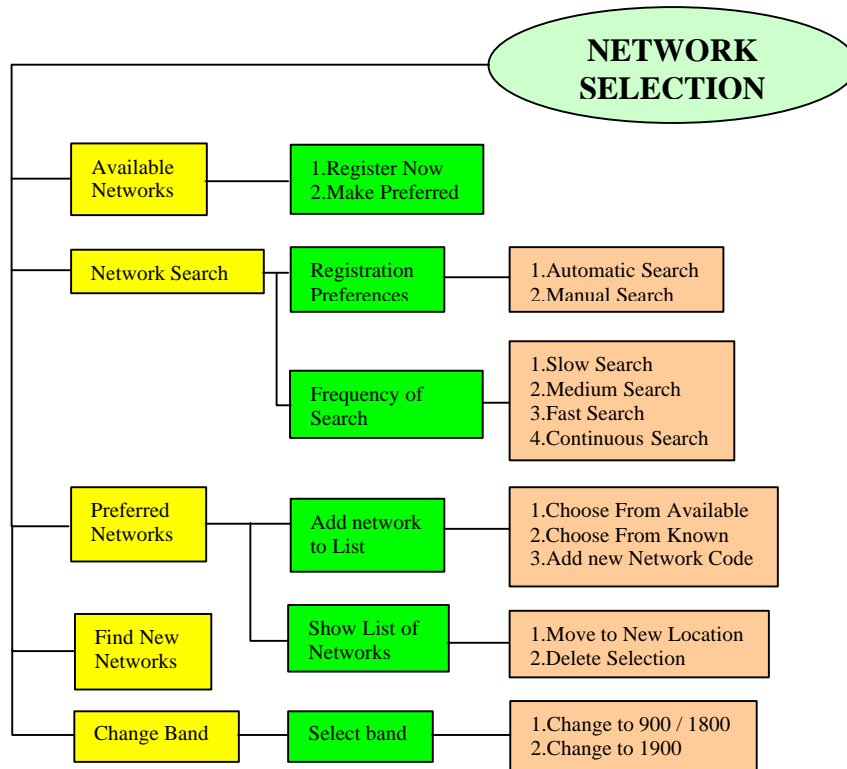 NETWORK
SELECTION
Available
Networks
1.Register Now
2.Make Preferred
Network Search
Registration
Preferences
1.Automatic Search
2.Manual Search
Frequency of
Search
1.Slow Search
2.Medium Search
3.Fast Search
4.Continuous Search
Preferred
Networks
Add network
to List
1.Choose From Available
2.Choose From Known
3.Add new Network Code
Show List of
Networks
1.Move to New Location
2.Delete Selection
Find New
Networks
Change Band
Select band
1.Change to 900 / 1800
2.Change to 1900